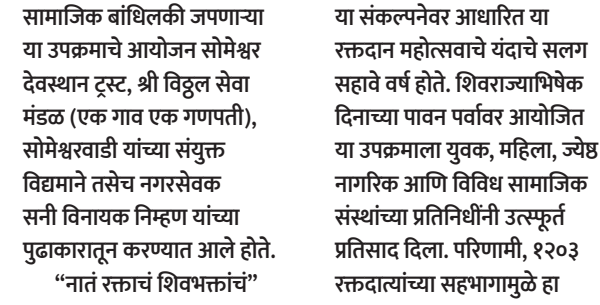 सामाजिक बांधिलकी जपणाऱ्या
या उपक्रमाचे आयोजन सोमेश्वर
देवस्थान ट्रस्ट, श्री विठ्ठल सेवा
मंडळ (एक गाव एक गणपती),
सोमेश्वरवाडी यांच्या संयुक्त
विद्यमाने तसेच नगरसेवक
सनी विनायक निम्हण यांच्या
पुढाकारातून करण्यात आले होते.
“नातं रक्ताचं शिवभक्तांचं”
या संकल्पनेवर आधारित या
रक्तदान महोत्सवाचे यंदाचे सलग
सहावे वर्ष होते. शिवराज्याभिषेक
दिनाच्या पावन पर्वावर आयोजित
या उपक्रमाला युवक, महिला, ज्येष्ठ
नागरिक आणि विविध सामाजिक
संस्थांच्या प्रतिनिधींनी उत्स्फूर्त
प्रतिसाद दिला. परिणामी, १२०३
रक्तदात्यांच्या सहभागामुळे हा